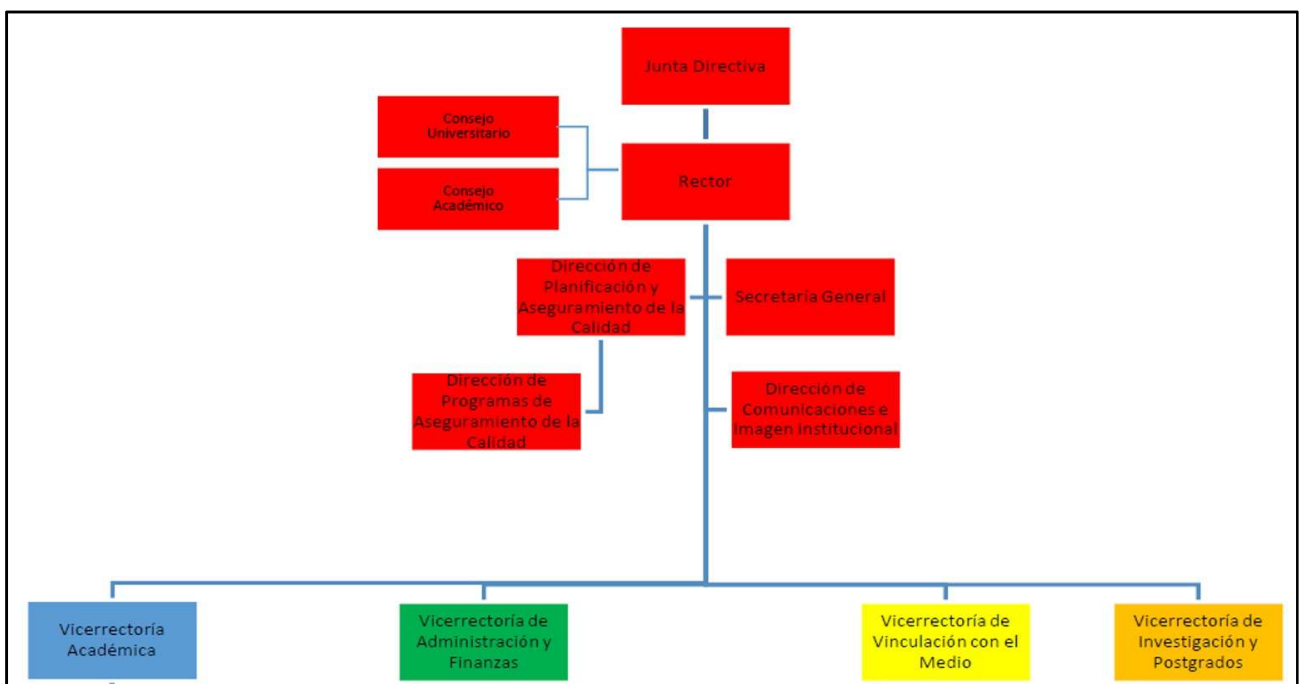 Junta Directiva
Consejo
Universitario
Rector
Consejo
Académico
Dirección de
Planificación y
Aseguramiento de la
Calidad
Secretaría General
Dirección de
Programas de
Aseguramiento de la
Calidad
Dirección de
Comunicaciones e
Imagen Institucional
Vicerrectoría
Académica
Vicerrectoría de
Administración y
Finanzas
Vicerrectoría de
Vinculación con el
Medio
Vicerrectoría de
Investigación y
Postgrados